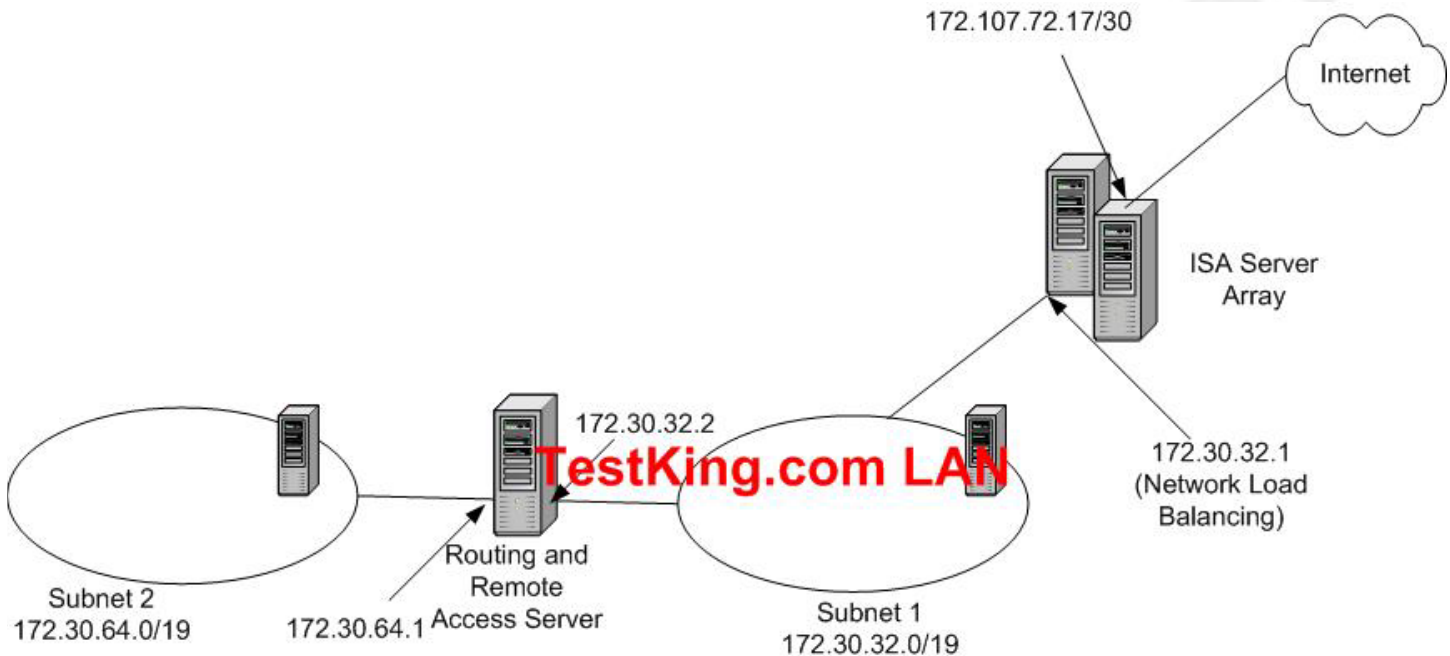 172.107.72.17/30
Internet
ISA Server
Array
172.30.32.2
TestKing.com LAN
172.30.32.1
(Network Load
Balancing)
Routing and
Remote
Access Server
Subnet 2
172.30.64.0/19
172.30.64.1
Subnet 1
172.30.32.0/19